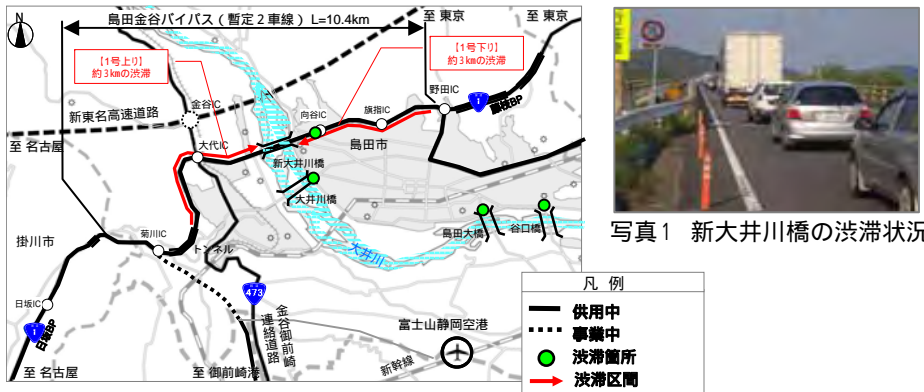 島田金谷バイパス(暫定2車線) L=10.4km
至 東京
至 東京
N
【1号上り】
約3kmの渋滞
【1号下り】
約3kmの渋滞
金谷IC
新東名高速道路
至 名古屋
大代IC
向谷IC
旗指IC
野田IC
1
藤枝BP
島田市
新大井川橋
大井川橋
大井川
島田大橋
谷口橋
掛川市
菊川IC
トンネル
日坂IC
1
日坂BP
至 名古屋
473
金谷御前崎
連絡道路
至 御前崎港
新幹線
富士山静岡空港
写真1 新大井川橋の渋滞状況
凡 例
供用中
事業中
渋滞箇所
渋滞区間